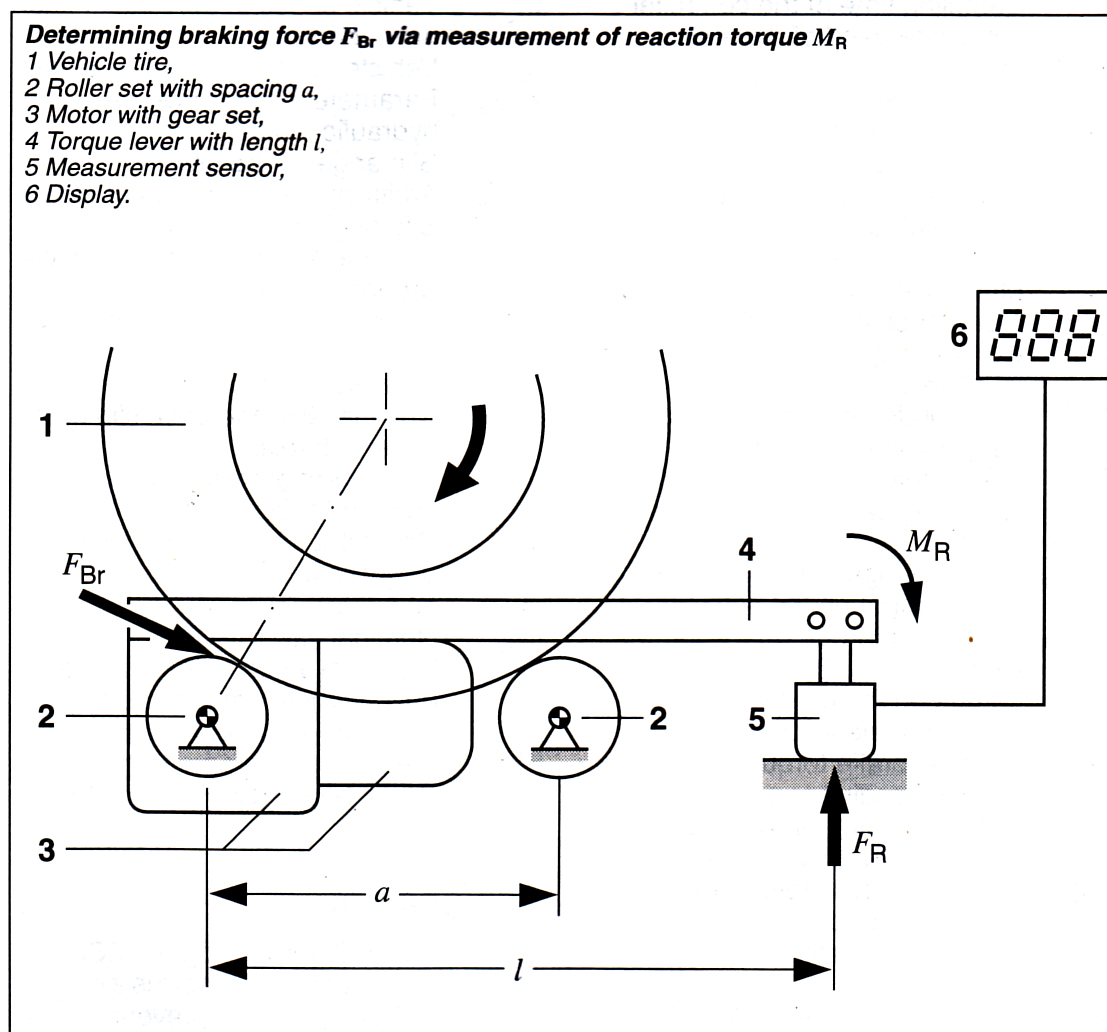 Determining braking force FBr via measurement of reaction torque MR
1 Vehicle tire,
2 Roller set with spacing a,
3 Motor with gear set,
4 Torque lever with length l,
5 Measurement sensor,
6 Display.
6
888
1
4
MR
FBr
2
2
5
3
FR
a
l